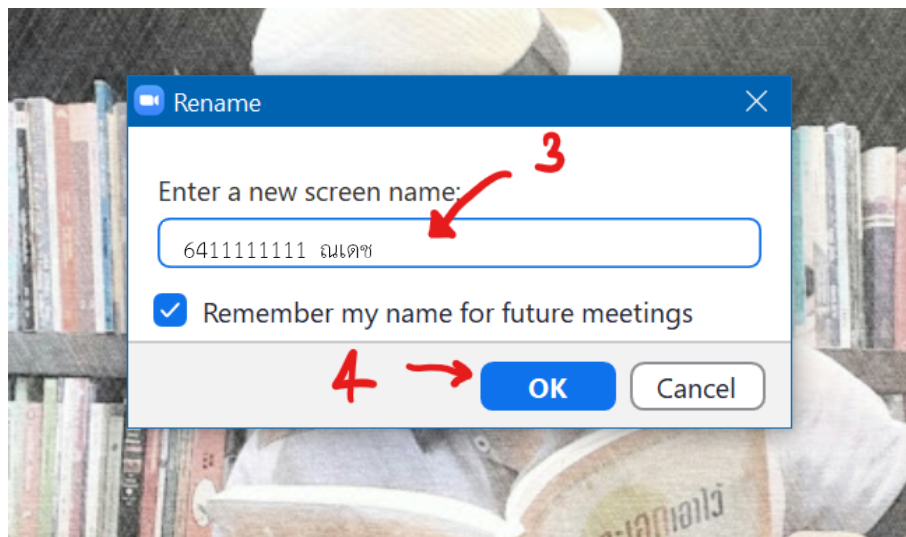 Rename
3
Enter a new screen name:
6411111111 ณเดช
Remember my name for future meetings
4
OK Cancel